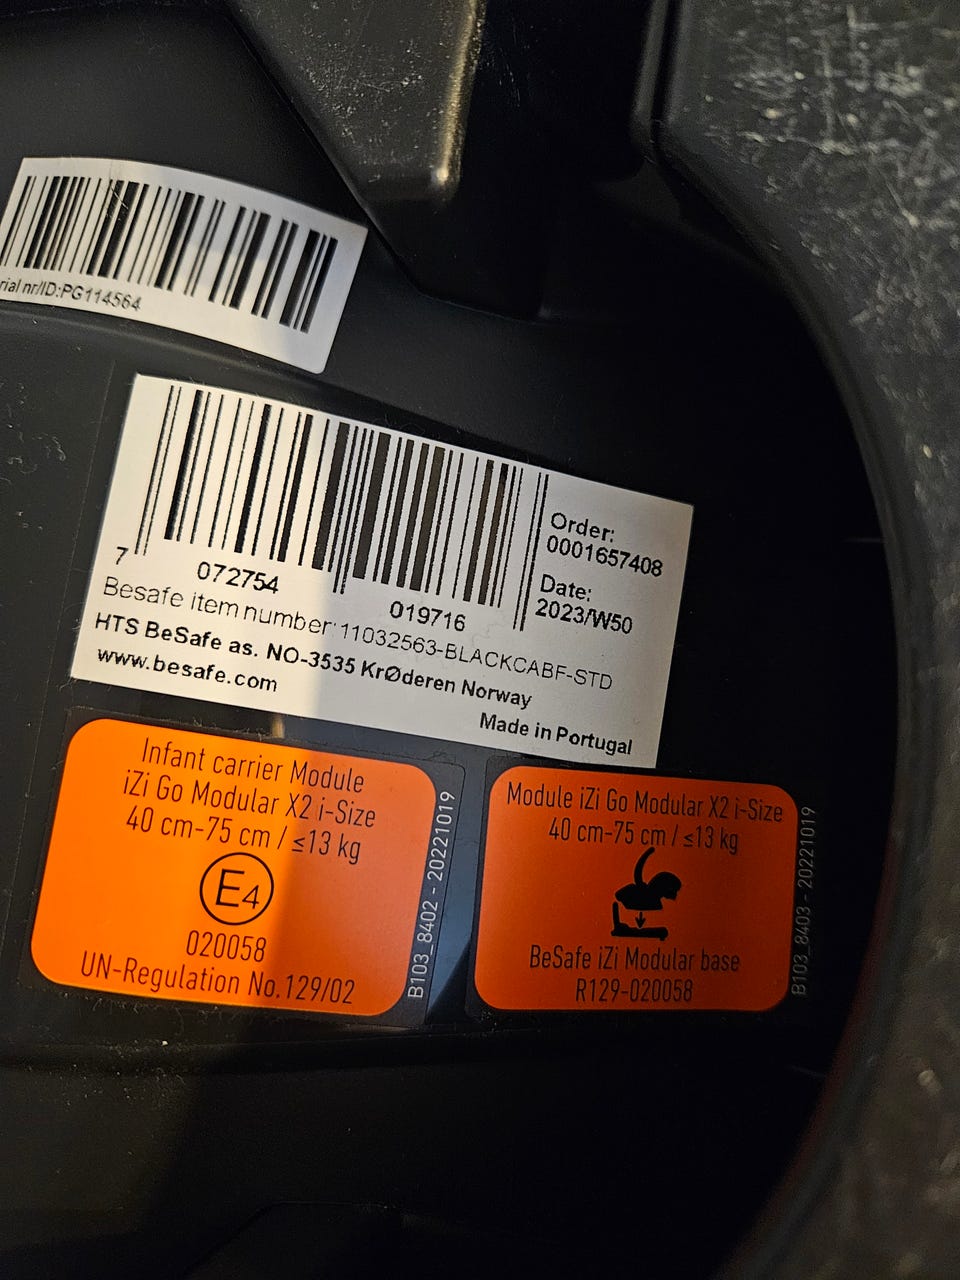 nr/ID:PG114564
7 072754 019716
Order:
0001657408
Date:
2023/W50
Besafe item number:11032563-BLACKCABF-STD
HTS BeSafe as. NO-3535 KrØderen Norway
www.besafe.com
Made in Portugal
Infant carrier Module
iZi Go Modular X2 i-Size
40 cm-75 cm / ≤13 kg
E4
020058
UN-Regulation No.129/02
B103_8402 - 20221019
Module iZi Go Modular X2 i-Size
40 cm-75 cm / ≤13 kg
BeSafe iZi Modular base
R129-020058
B103_8403 - 20221019